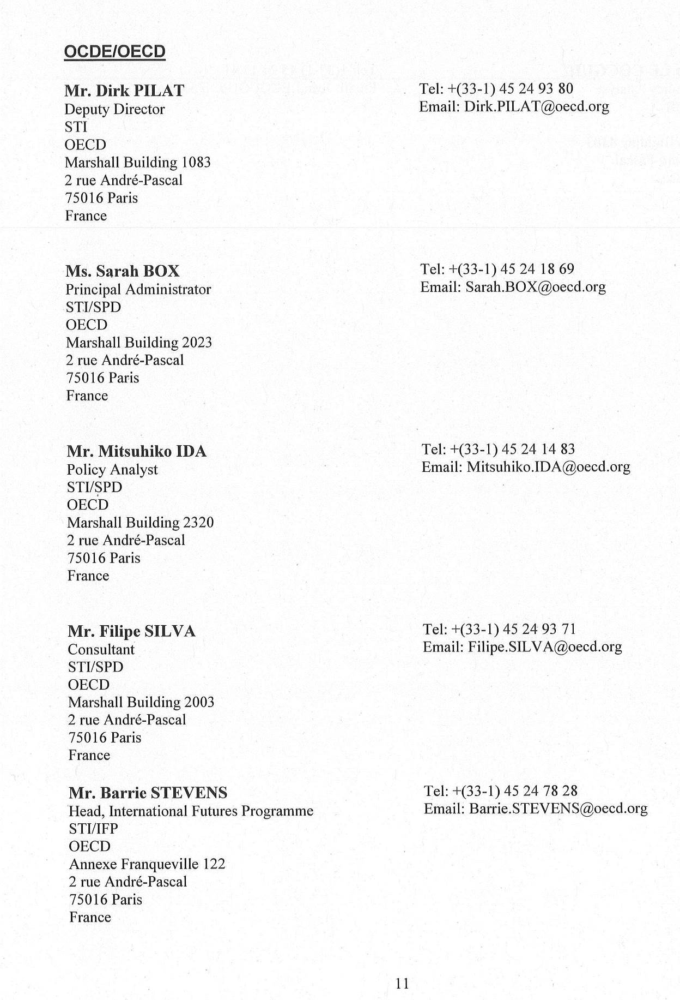 OCDE/OECD
Mr. Dirk PILAT
Deputy Director
STI
OECD
Marshall Building 1083
2 rue André-Pascal
75016 Paris
France
Tel: +(33-1) 45 24 93 80
Email: Dirk.PILAT@oecd.org
Ms. Sarah BOX
Principal Administrator
STI/SPD
OECD
Marshall Building 2023
2 rue André-Pascal
75016 Paris
France
Tel: +(33-1) 45 24 18 69
Email: Sarah.BOX@oecd.org
Mr. Mitsuhiko IDA
Policy Analyst
STI/SPD
OECD
Marshall Building 2320
2 rue André-Pascal
75016 Paris
France
Tel: +(33-1) 45 24 14 83
Email: Mitsuhiko.IDA@oecd.org
Mr. Filipe SILVA
Consultant
STI/SPD
OECD
Marshall Building 2003
2 rue André-Pascal
75016 Paris
France
Tel: +(33-1) 45 24 93 71
Email: Filipe.SILVA@oecd.org
Mr. Barrie STEVENS
Head, International Futures Programme
STI/IFP
OECD
Annexe Franqueville 122
2 rue André-Pascal
75016 Paris
France
Tel: +(33-1) 45 24 78 28
Email: Barrie.STEVENS@oecd.org
11